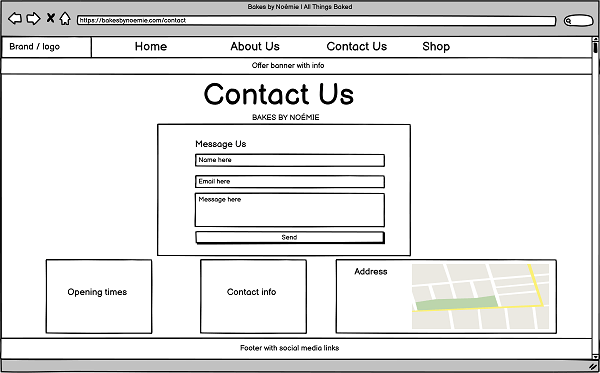 Bakes by Noémie | All Things Baked
https://bakesbynoemie.com/contact
Brand / logo
Home
About Us
Contact Us
Shop
Offer banner with info
Contact Us
BAKES BY NOÉMIE
Message Us
Name here
Email here
Message here
Send
Opening times
Contact info
Address
Footer with social media links